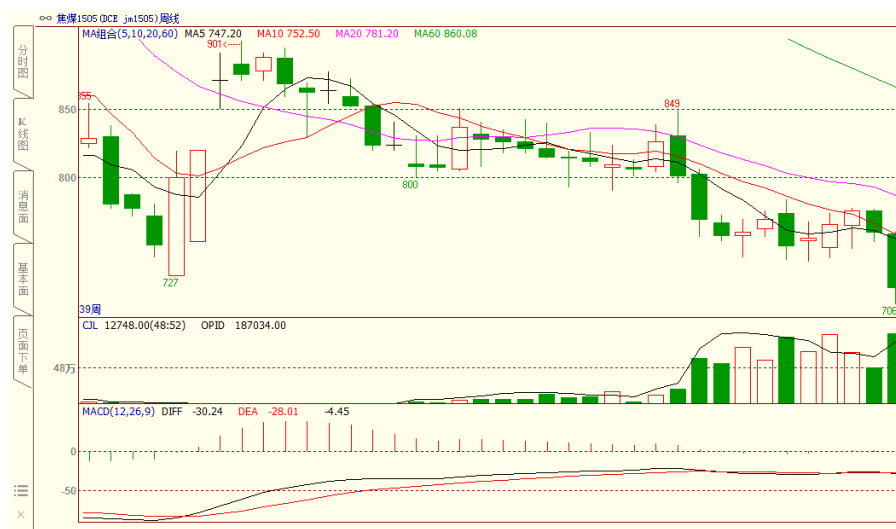 焦煤1505(DCE jm1505)周线
MA组合(5,10,20,60) MA5 747.20 MA10 752.50 MA20 781.20 MA60 860.08
901
855
850
849
800
800
727
706
39周
CJL 12748.00(48:52) OPID 187034.00
48万
MACD(12,26,9) DIFF -30.24 DEA -28.01 -4.45
0
-50
分时图
K线图
消息面
基本面
页面下单